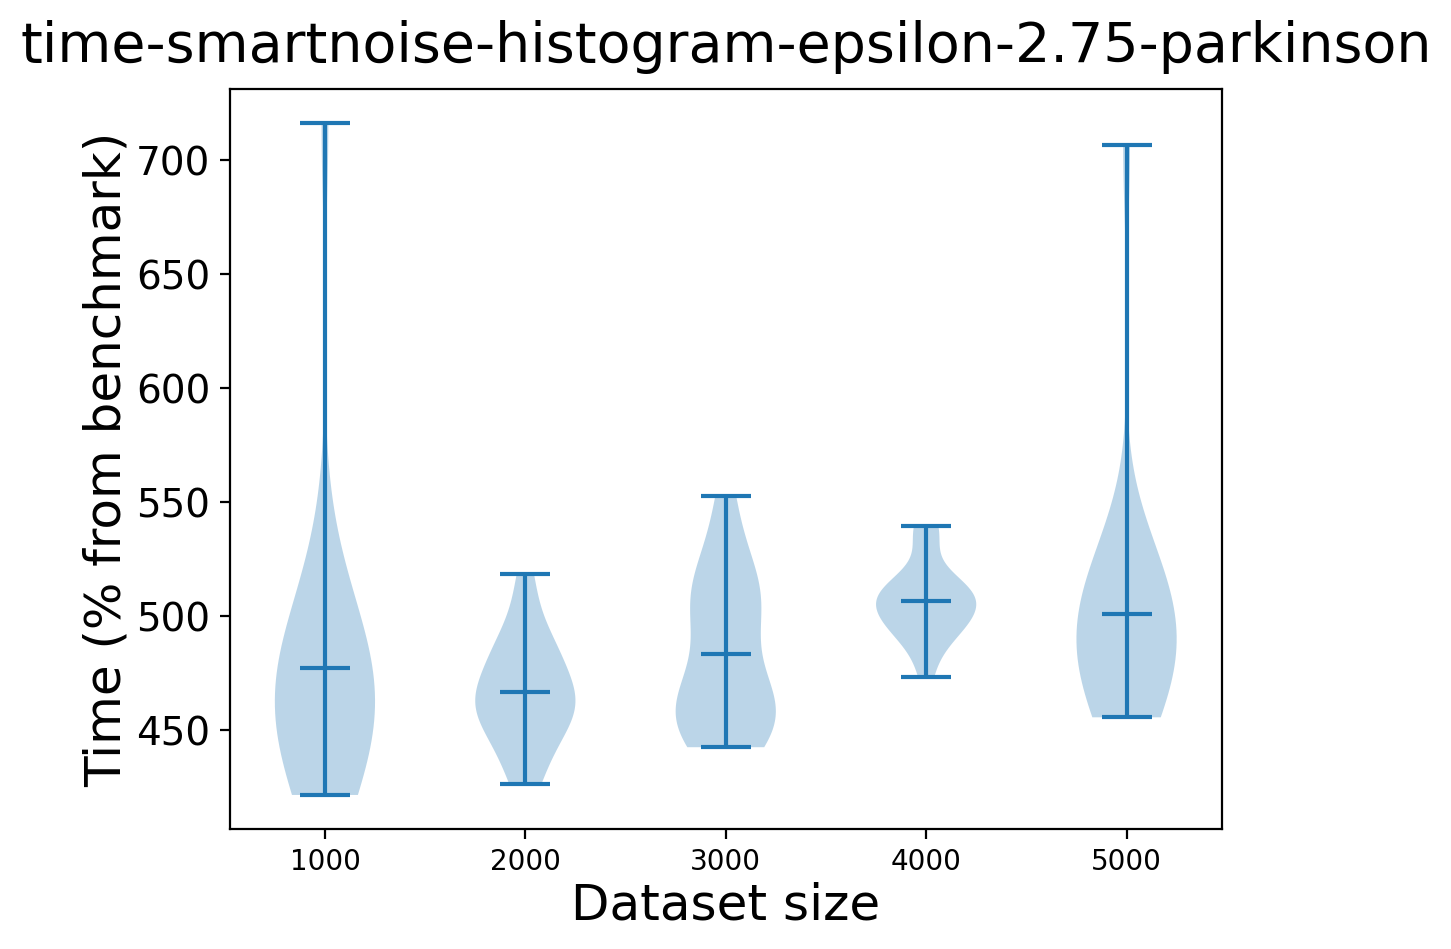 time-smartnoise-histogram-epsilon-2.75-parkinson
Time (% from benchmark)
700
650
600
550
500
450
1000 2000 3000 4000 5000
Dataset size